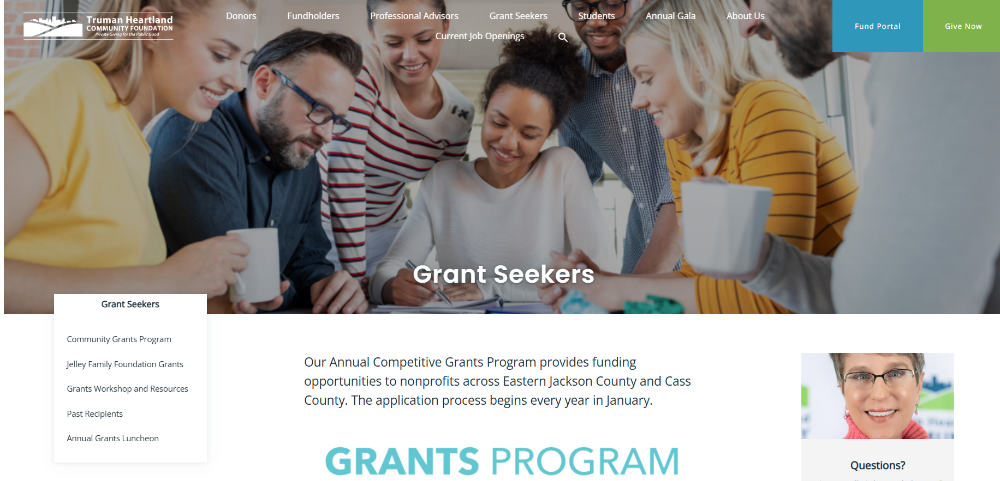 Truman Heartland
COMMUNITY FOUNDATION
Private Giving for the Public Good
Donors
Fundholders
Professional Advisors
Grant Seekers
Students
Annual Gala
About Us
Current Job Openings
Fund Portal
Give Now
Grant Seekers
Grant Seekers
Community Grants Program
Jelley Family Foundation Grants
Grants Workshop and Resources
Past Recipients
Annual Grants Luncheon
Our Annual Competitive Grants Program provides funding
opportunities to nonprofits across Eastern Jackson County and Cass
County. The application process begins every year in January.
GRANTS PROGRAM
Questions?